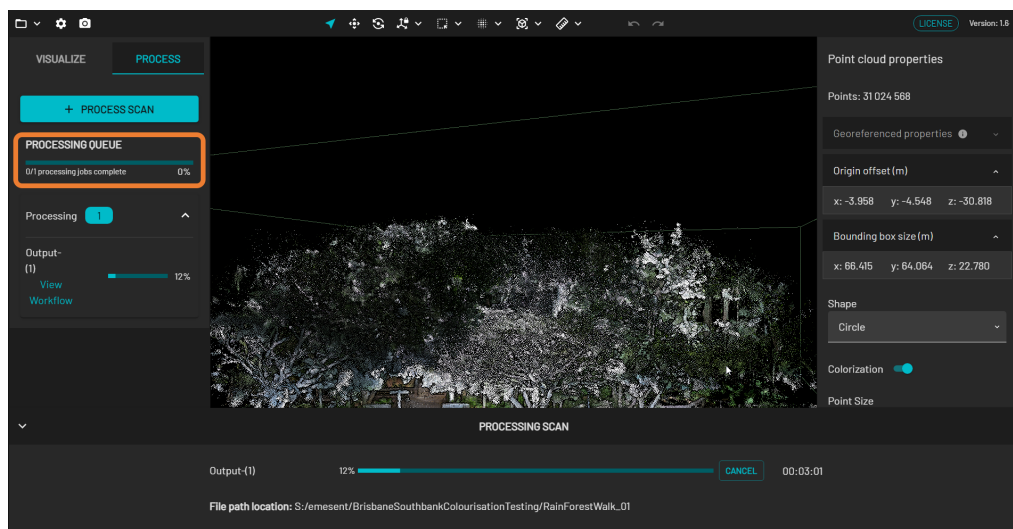 LICENSE Version: 1.6
VISUALIZE PROCESS
+ PROCESS SCAN
PROCESSING QUEUE
0/1 processing jobs complete 0%
Processing 1
Output-
(1)
12%
View
Workflow
Point cloud properties
Points: 31 024 568
Georeferenced properties
Origin offset (m)
x: -3.958 y: -4.548 z: -30.818
Bounding box size (m)
x: 66.415 y: 64.064 z: 22.780
Shape
Circle
Colorization
Point Size
PROCESSING SCAN
Output-(1) 12% CANCEL 00:03:01
File path location: S:/emesent/BrisbaneSouthbankColourisationTesting/RainForestWalk_01